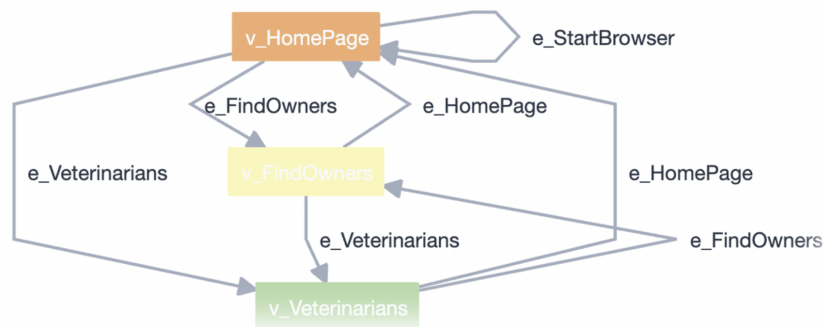 v_HomePage
e_StartBrowser
e_FindOwners
e_HomePage
e_Veterinarians
v_FindOwners
e_HomePage
e_Veterinarians
e_FindOwners
v_Veterinarians